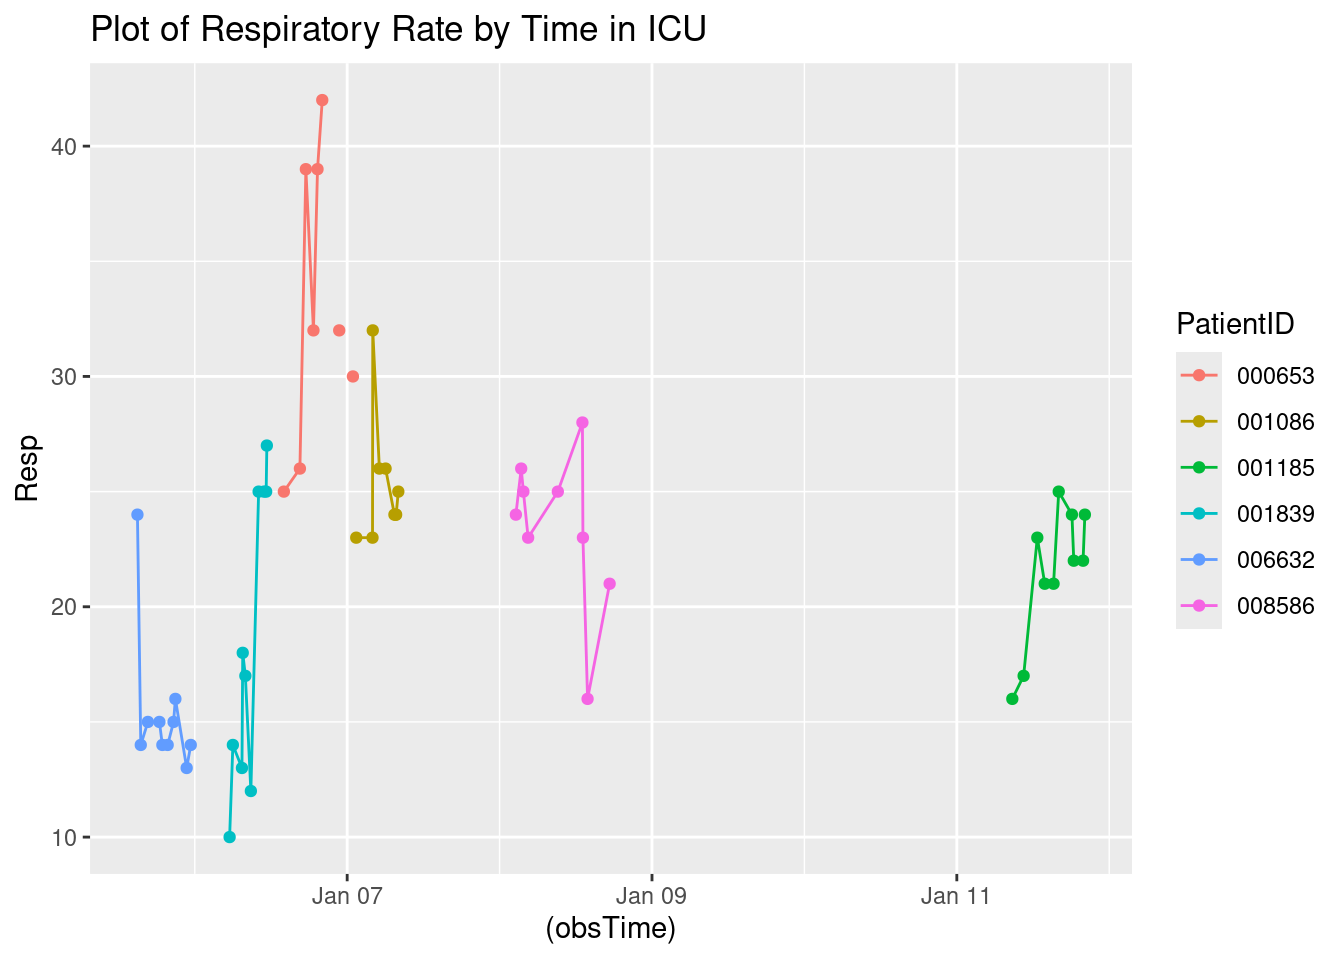 Plot of Respiratory Rate by Time in ICU
Resp
40
30
20
10
Jan 07
Jan 09
Jan 11
(obsTime)
PatientID
000653
001086
001185
001839
006632
008586